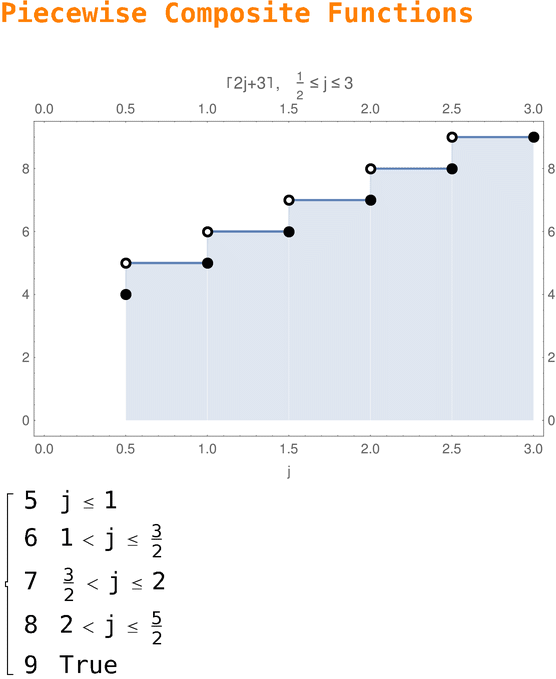 Piecewise Composite Functions
⌈2j+3⌉, 1/2 ≤ j ≤ 3
0.0 0.5 1.0 1.5 2.0 2.5 3.0
8 8
6 6
4 4
2 2
0 0
0.0 0.5 1.0 1.5 2.0 2.5 3.0
j
5 j ≤ 1
6 1 < j ≤ 3/2
7 3/2 < j ≤ 2
8 2 < j ≤ 5/2
9 True